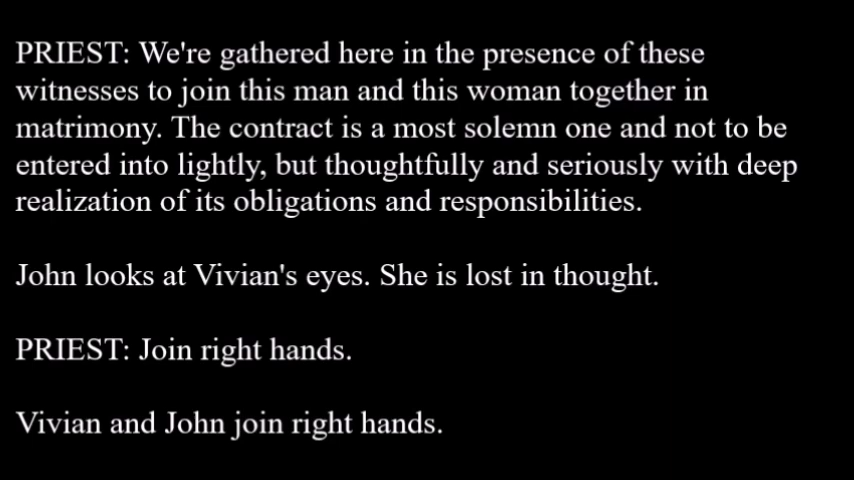 PRIEST: We're gathered here in the presence of these
witnesses to join this man and this woman together in
matrimony. The contract is a most solemn one and not to be
entered into lightly, but thoughtfully and seriously with deep
realization of its obligations and responsibilities.
John looks at Vivian's eyes. She is lost in thought.
PRIEST: Join right hands.
Vivian and John join right hands.